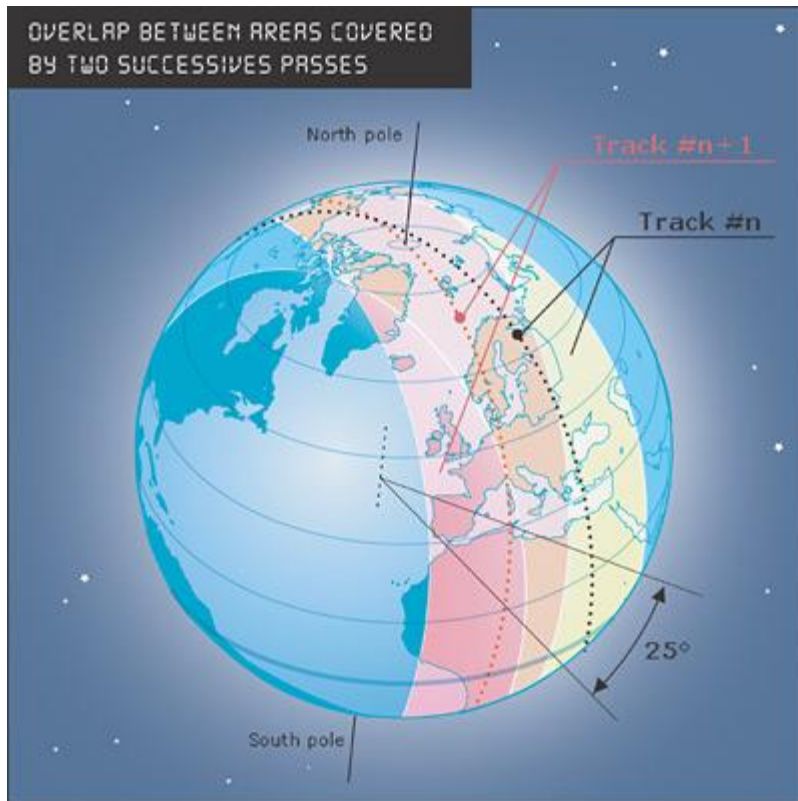 OVERLAP BETWEEN AREAS COVERED
BY TWO SUCCESSIVES PASSES
North pole
Track #n+1
Track #n
25°
South pole